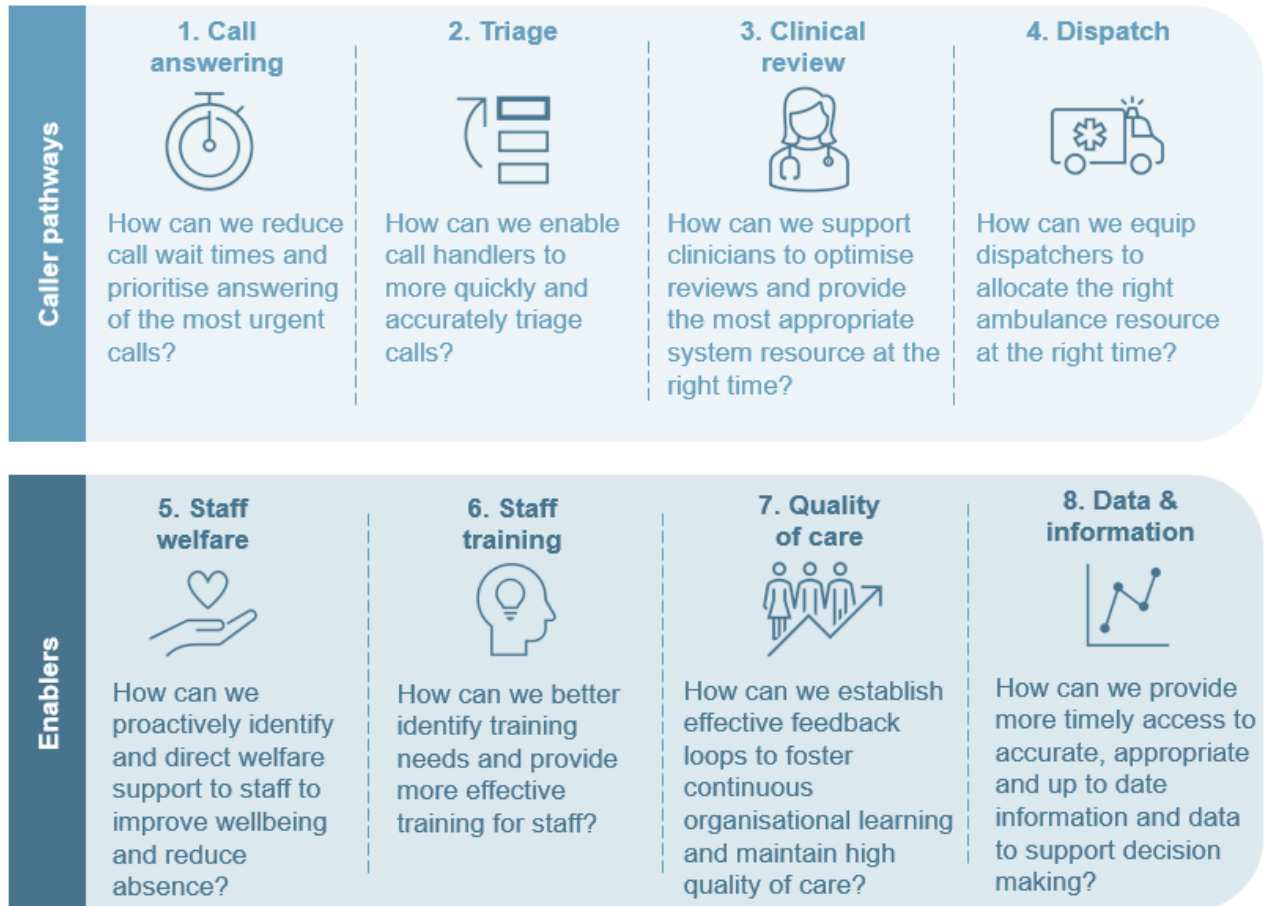 Caller pathways
1. Call
answering
How can we reduce
call wait times and
prioritise answering
of the most urgent
calls?
2. Triage
How can we enable
call handlers to
more quickly and
accurately triage
calls?
3. Clinical
review
How can we support
clinicians to optimise
reviews and provide
the most appropriate
system resource at the
right time?
4. Dispatch
How can we equip
dispatchers to
allocate the right
ambulance resource
at the right time?
Enablers
5. Staff
welfare
How can we
proactively identify
and direct welfare
support to staff to
improve wellbeing
and reduce
absence?
6. Staff
training
How can we better
identify training
needs and provide
more effective
training for staff?
7. Quality
of care
How can we establish
effective feedback
loops to foster
continuous
organisational learning
and maintain high
quality of care?
8. Data &
information
How can we provide
more timely access to
accurate, appropriate
and up to date
information and data
to support decision
making?